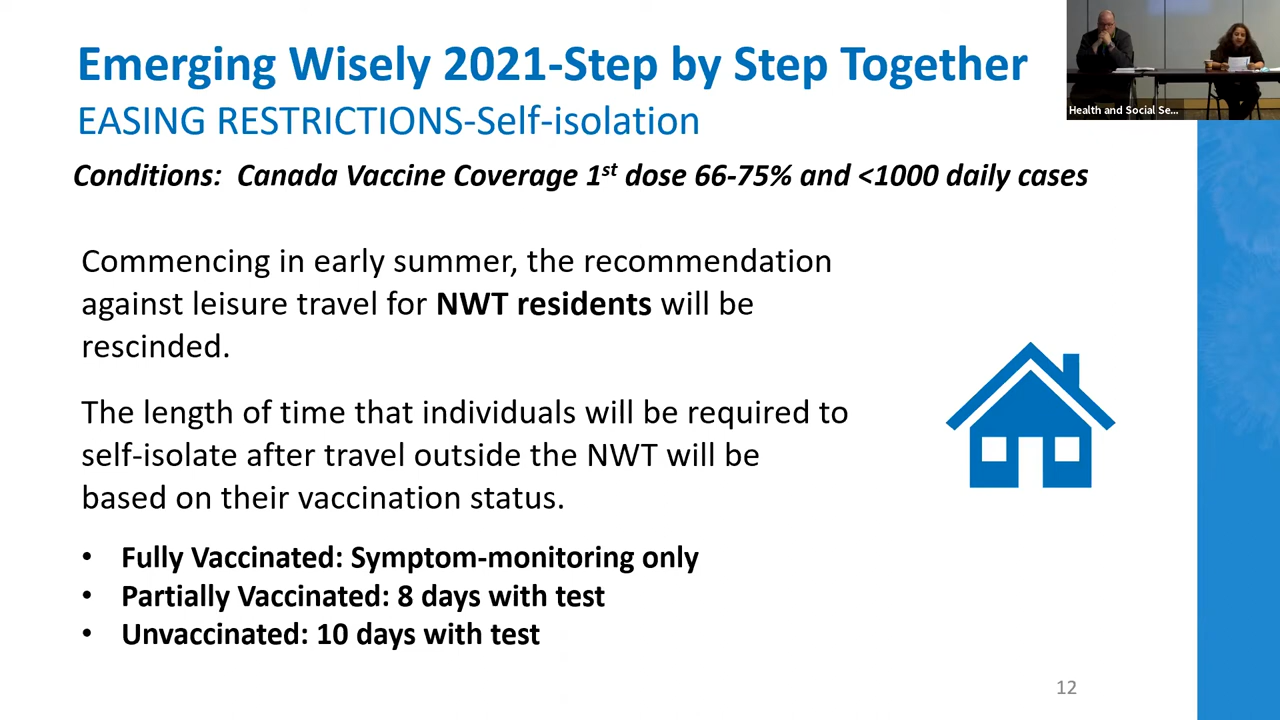 Emerging Wisely 2021-Step by Step Together
EASING RESTRICTIONS-Self-isolation
Health and Social Se...
Conditions:  Canada Vaccine Coverage 1st dose 66-75% and <1000 daily cases
Commencing in early summer, the recommendation
against leisure travel for NWT residents will be
rescinded.
The length of time that individuals will be required to
self-isolate after travel outside the NWT will be
based on their vaccination status.
• Fully Vaccinated: Symptom-monitoring only
• Partially Vaccinated: 8 days with test
• Unvaccinated: 10 days with test
12